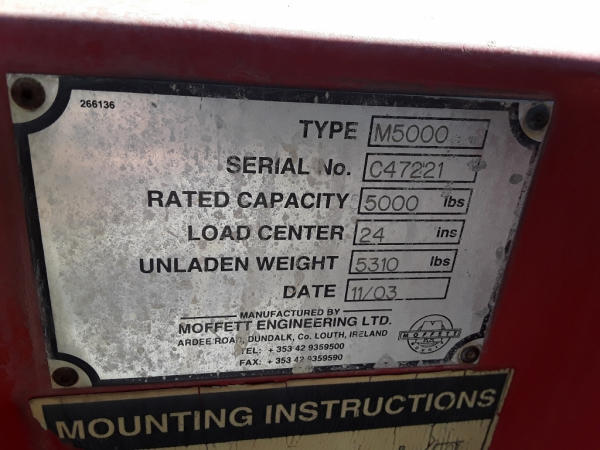 266136
TYPE M5000
SERIAL No. C47221
RATED CAPACITY 5000 lbs
LOAD CENTER 24 ins
UNLADEN WEIGHT 5310 lbs
DATE 11/03
MANUFACTURED BY
MOFFETT ENGINEERING LTD.
ARDEE ROAD, DUNDALK, Co. LOUTH, IRELAND
TEL: + 353 42 9359500
FAX: + 353 42 9359590
MOFFETT
MOUNTING INSTRUCTIONS